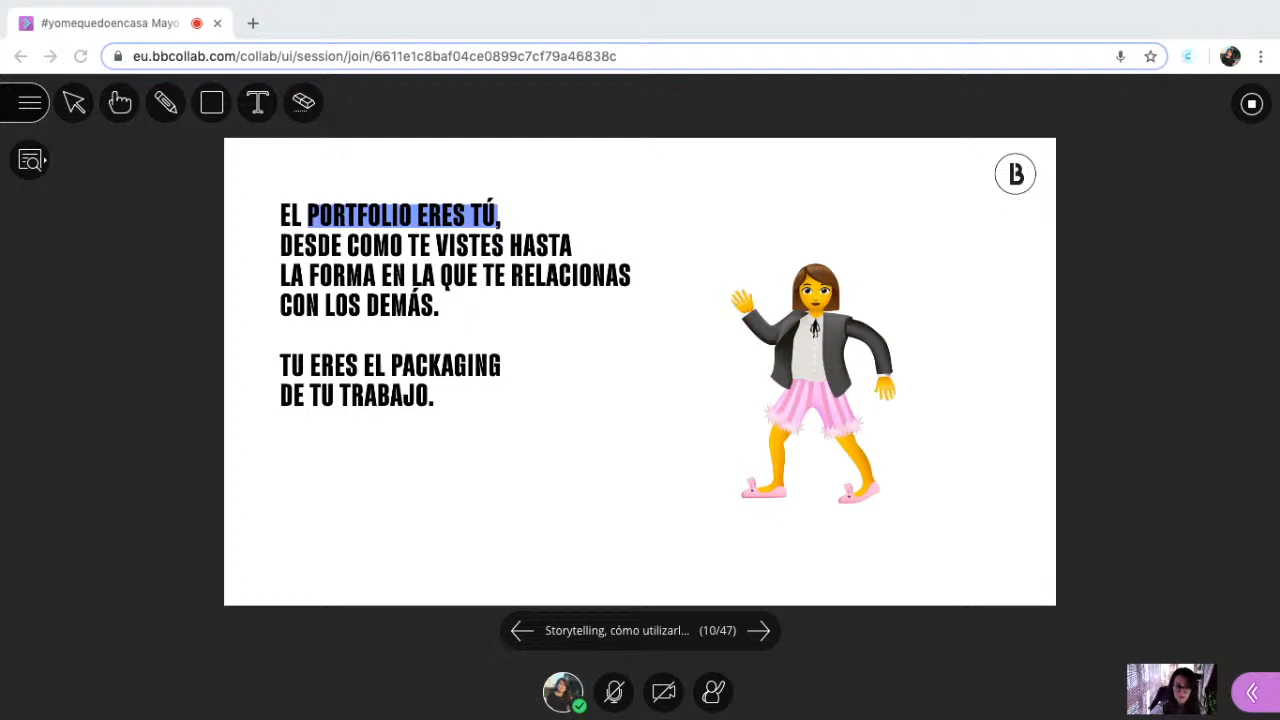 #yomequedoencasa Mayo
eu.bbcollab.com/collab/ui/session/join/6611e1c8baf04ce0899c7cf79a46838c
EL PORTFOLIO ERES TÚ,
DESDE COMO TE VISTES HASTA
LA FORMA EN LA QUE TE RELACIONAS
CON LOS DEMÁS.
TU ERES EL PACKAGING
DE TU TRABAJO.
B
Storytelling, cómo utilizarl... (10/47)